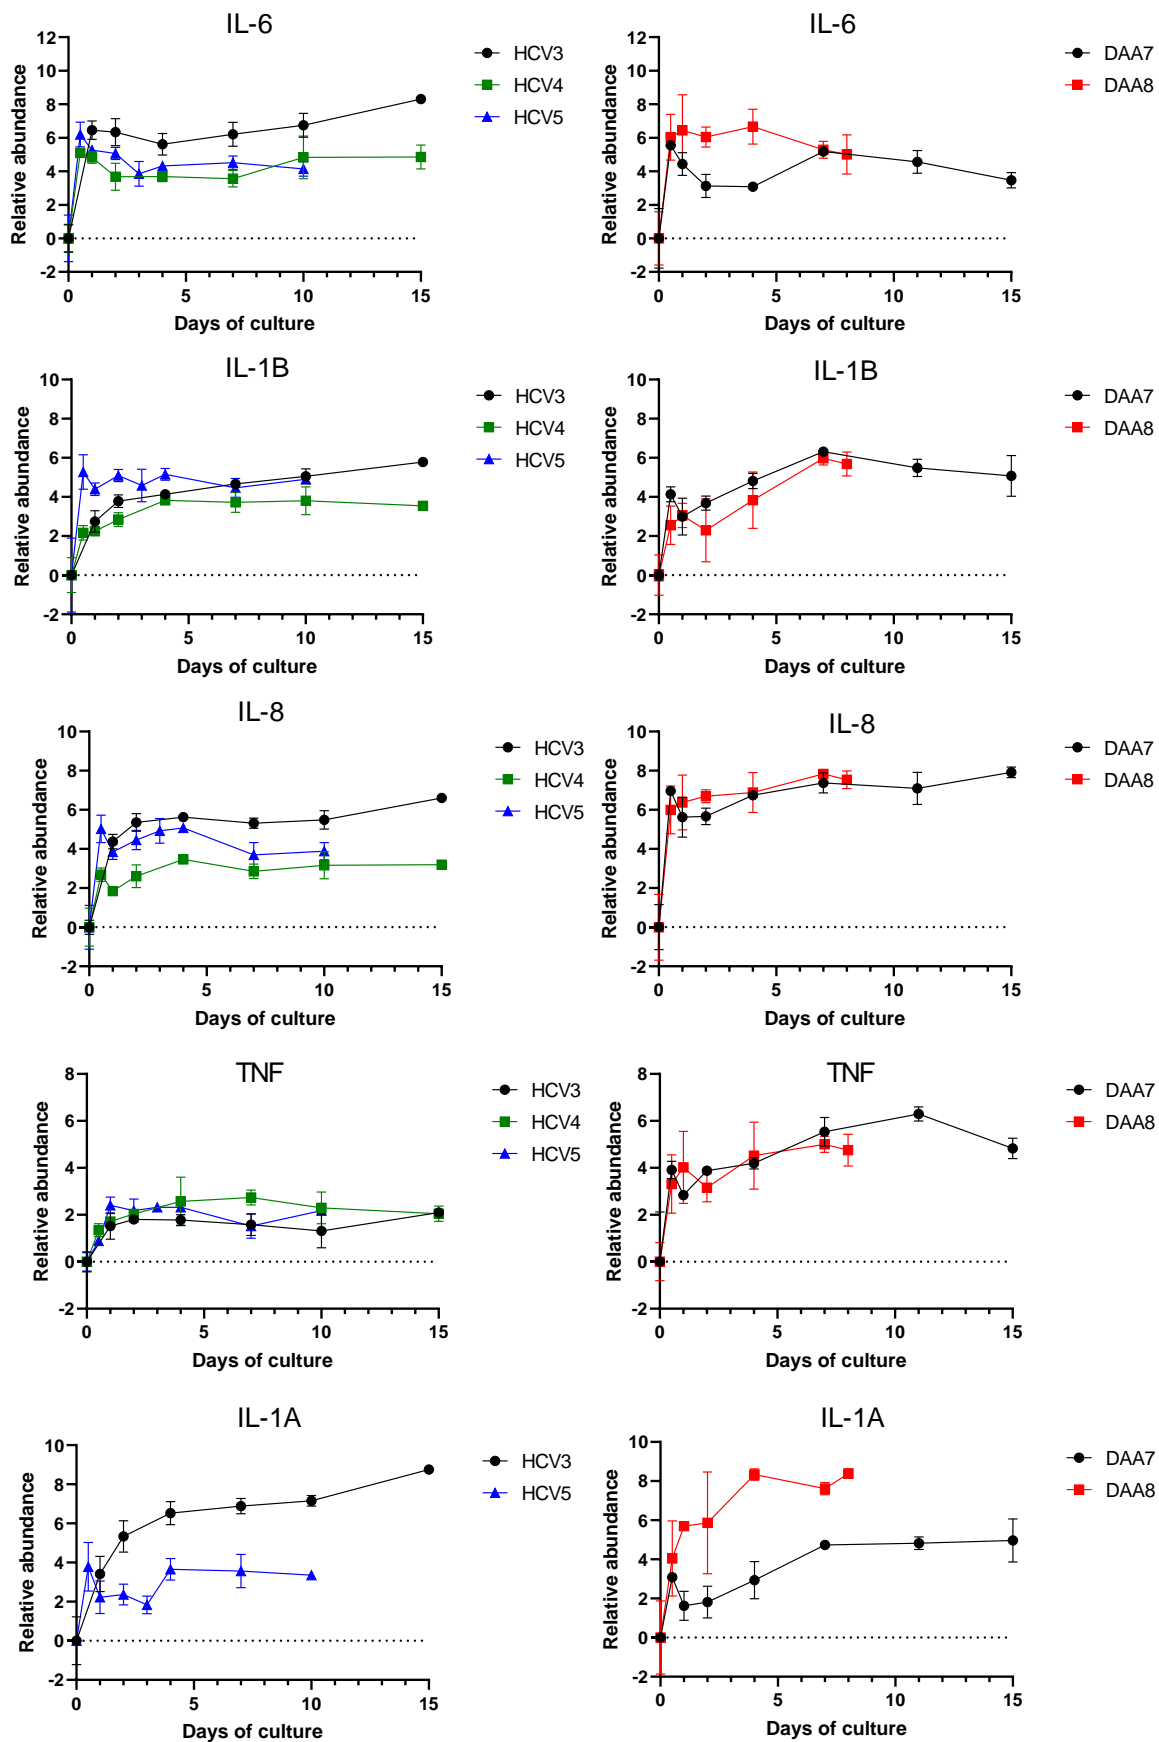 IL-6
12
10
8
6
4
2
0
-2
Relative abundance
0 5 10 15
Days of culture
HCV3
HCV4
HCV5
IL-6
12
10
8
6
4
2
0
-2
Relative abundance
0 5 10 15
Days of culture
DAA7
DAA8
IL-1B
10
8
6
4
2
0
-2
Relative abundance
0 5 10 15
Days of culture
HCV3
HCV4
HCV5
IL-1B
10
8
6
4
2
0
-2
Relative abundance
0 5 10 15
Days of culture
DAA7
DAA8
IL-8
10
8
6
4
2
0
-2
Relative abundance
0 5 10 15
Days of culture
HCV3
HCV4
HCV5
IL-8
10
8
6
4
2
0
-2
Relative abundance
0 5 10 15
Days of culture
DAA7
DAA8
TNF
8
6
4
2
0
-2
Relative abundance
0 5 10 15
Days of culture
HCV3
HCV4
HCV5
TNF
8
6
4
2
0
-2
Relative abundance
0 5 10 15
Days of culture
DAA7
DAA8
IL-1A
10
8
6
4
2
0
-2
Relative abundance
0 5 10 15
Days of culture
HCV3
HCV5
IL-1A
10
8
6
4
2
0
-2
Relative abundance
0 5 10 15
Days of culture
DAA7
DAA8